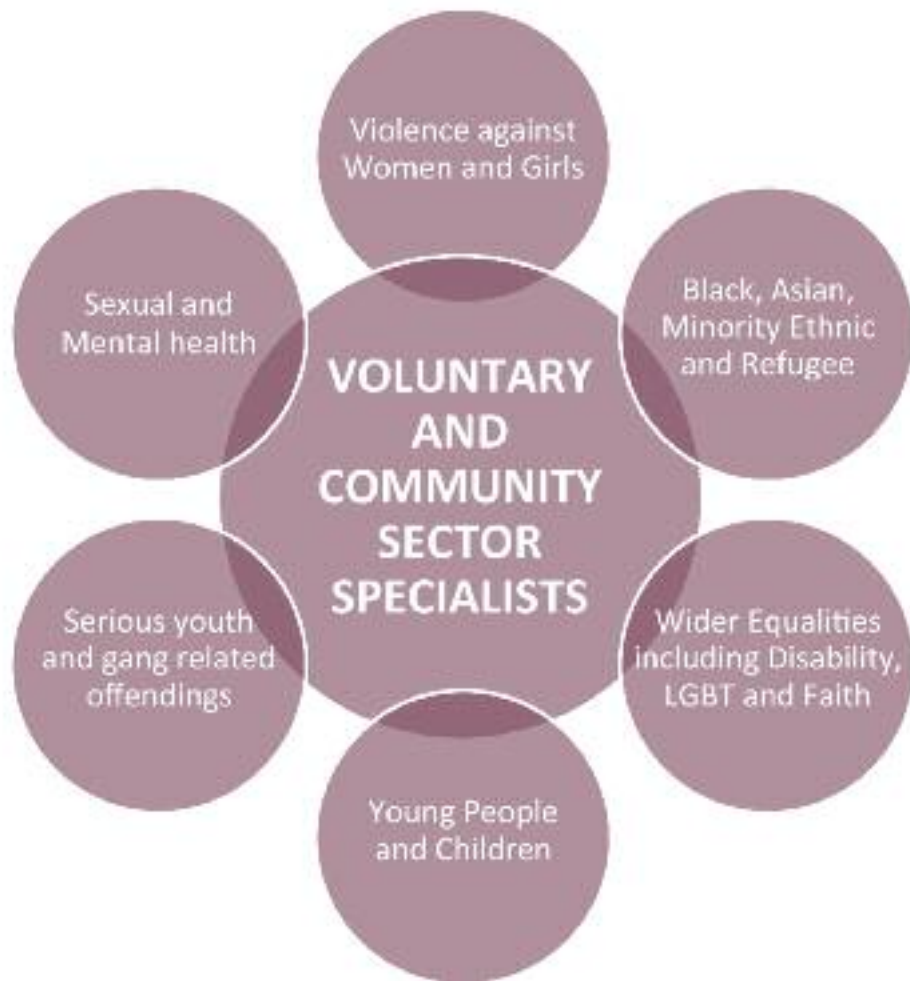 Violence against
Women and Girls
Sexual and
Mental health
Black, Asian,
Minority Ethnic
and Refugee
VOLUNTARY
AND
COMMUNITY
SECTOR
SPECIALISTS
Serious youth
and gang related
offendings
Wider Equalities
including Disability,
LGBT and Faith
Young People
and Children